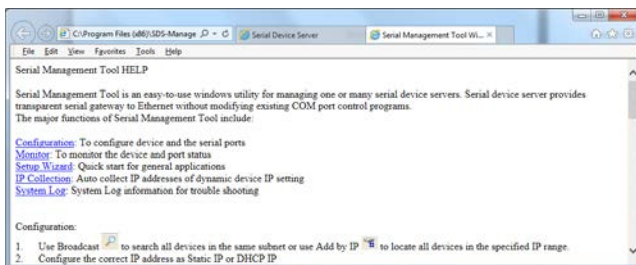 C:\Program Files (x86)\SDS-Manage
Serial Device Server
Serial Management Tool Wi...
File Edit View Favorites Tools Help
Serial Management Tool HELP
Serial Management Tool is an easy-to-use windows utility for managing one or many serial device servers. Serial device server provides
transparent serial gateway to Ethernet without modifying existing COM port control programs.
The major functions of Serial Management Tool include:
Configuration: To configure device and the serial ports
Monitor: To monitor the device and port status
Setup Wizard: Quick start for general applications
IP Collection: Auto collect IP addresses of dynamic device IP setting
System Log: System Log information for trouble shooting
Configuration:
1. Use Broadcast to search all devices in the same subnet or use Add by IP to locate all devices in the specified IP range.
2. Configure the correct IP address as Static IP or DHCP IP